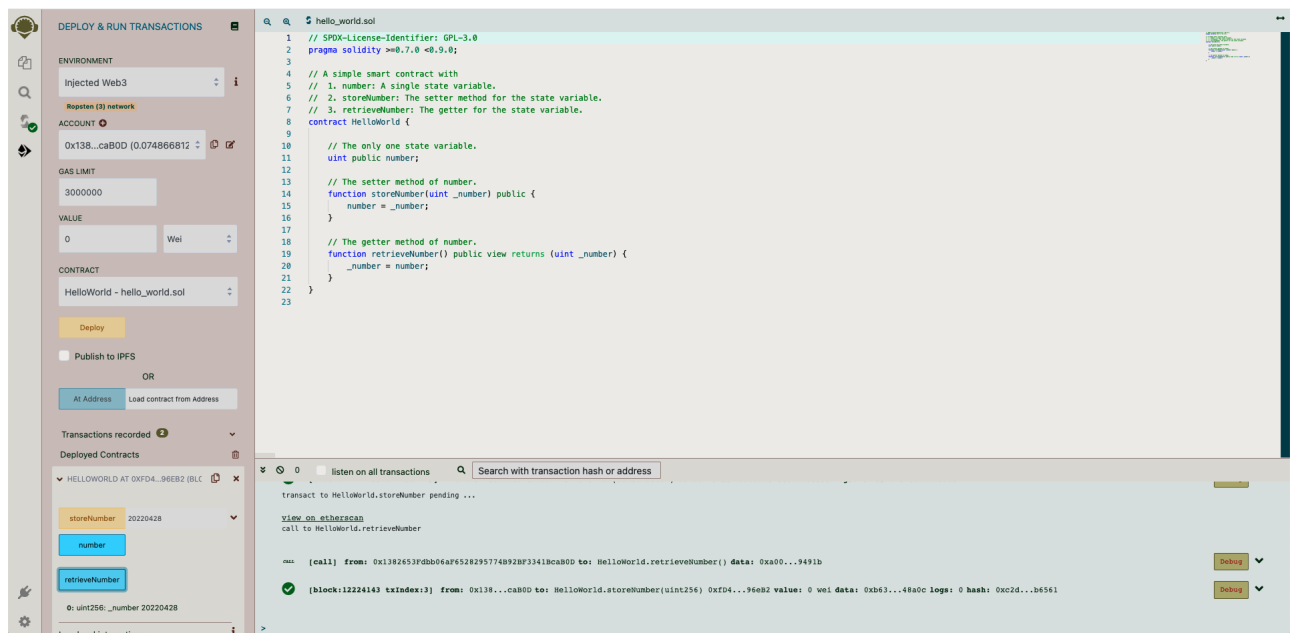 DEPLOY & RUN TRANSACTIONS
ENVIRONMENT
Injected Web3
i
Ropsten (3) network
ACCOUNT
0x138...caB0D (0.074866812
GAS LIMIT
3000000
VALUE
0
Wei
CONTRACT
HelloWorld - hello_world.sol
Deploy
Publish to IPFS
OR
At Address
Load contract from Address
Transactions recorded 2
Deployed Contracts
HELLOWORLD AT 0XFD4...96EB2 (BLC
storeNumber
20220428
number
retrieveNumber
0: uint256: _number 20220428
hello_world.sol
1 // SPDX-License-Identifier: GPL-3.0
2 pragma solidity >=0.7.0 <0.9.0;
3
4 // A simple smart contract with
5 //  1. number: A single state variable.
6 //  2. storeNumber: The setter method for the state variable.
7 //  3. retrieveNumber: The getter for the state variable.
8 contract HelloWorld {
9
10     // The only one state variable.
11     uint public number;
12
13     // The setter method of number.
14     function storeNumber(uint _number) public {
15         number = _number;
16     }
17
18     // The getter method of number.
19     function retrieveNumber() public view returns (uint _number) {
20         _number = number;
21     }
22 }
23
0
listen on all transactions
Search with transaction hash or address
transact to HelloWorld.storeNumber pending ...
view on etherscan
call to HelloWorld.retrieveNumber
CALL [call] from: 0x1382653Fdbb06aF6528295774B92BF3341BcaB0D to: HelloWorld.retrieveNumber() data: 0xa00...9491b
Debug
[block:12224143 txIndex:3] from: 0x138...caB0D to: HelloWorld.storeNumber(uint256) 0xfD4...96eB2 value: 0 wei data: 0xb63...48a0c logs: 0 hash: 0xc2d...b6561
Debug
>